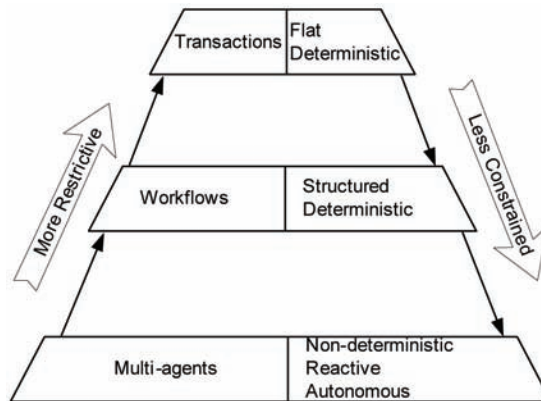 Transactions
Flat
Deterministic
More Restrictive
Less Constrained
Workflows
Structured
Deterministic
Multi-agents
Non-deterministic
Reactive
Autonomous